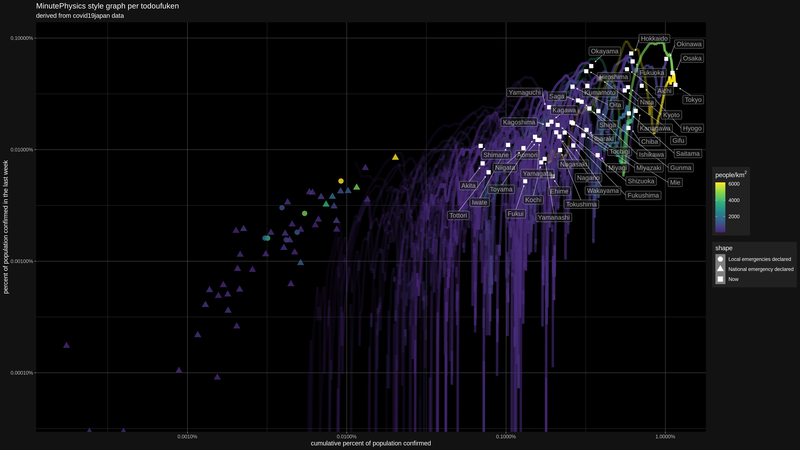 MinutePhysics style graph per todoufuken
derived from covid19japan data
percent of population confirmed in the last week
0.10000%
0.01000%
0.00100%
0.00010%
Hokkaido
Okinawa
Okayama
Osaka
Hiroshima
Fukuoka
Aichi
Yamaguchi
Saga
Kumamoto
Tokyo
Oita
Nara
Kagawa
Kyoto
Kagoshima
Shiga
Kanagawa
Hyogo
Chiba
Gifu
Shimane
Aomori
Tochigi
Ishikawa
Saitama
Niigata
Nagasaki
Miyagi
Miyazaki
Gunma
Yamagata
Nagano
Shizuoka
Mie
Akita
Toyama
Ehime
Wakayama
Fukushima
Iwate
Kochi
Tokushima
Tottori
Fukui
Yamanashi
0.0010%
0.0100%
0.1000%
1.0000%
cumulative percent of population confirmed
people/km²
6000
4000
2000
shape
Local emergencies declared
National emergency declared
Now